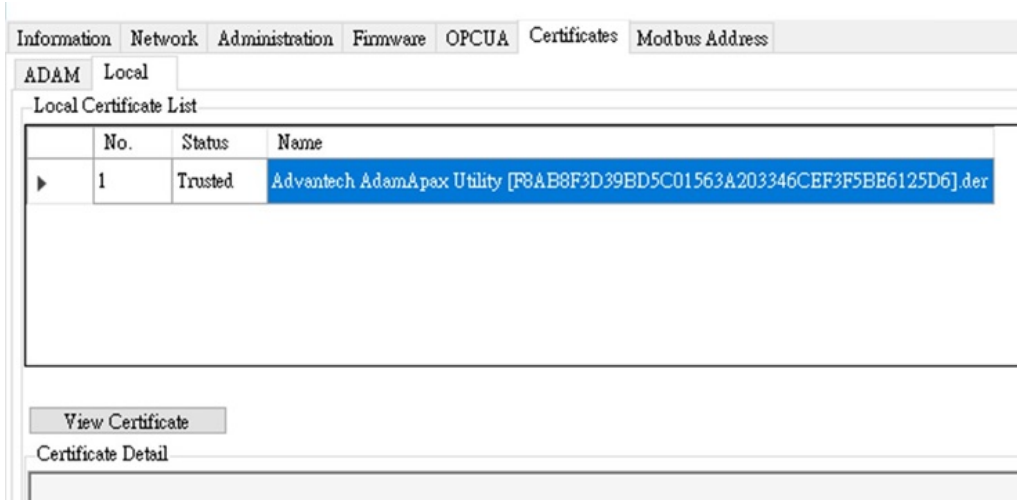 Information Network Administration Firmware OPCUA Certificates Modbus Address
ADAM Local
Local Certificate List
No. Status Name
1 Trusted Advantech AdamApax Utility [F8AB8F3D39BD5C01563A203346CEF3F5BE6125D6].der
View Certificate
Certificate Detail